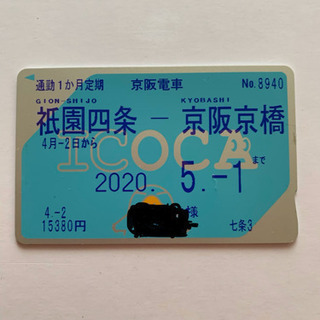 通勤1か月定期 京阪電車 No.8940
GION-SHIJO KYOBASHI
祇園四条 — 京阪京橋
4月-2日から
ICOCA
2020. 5.-1 まで
4.-2 様
15380円 七条3